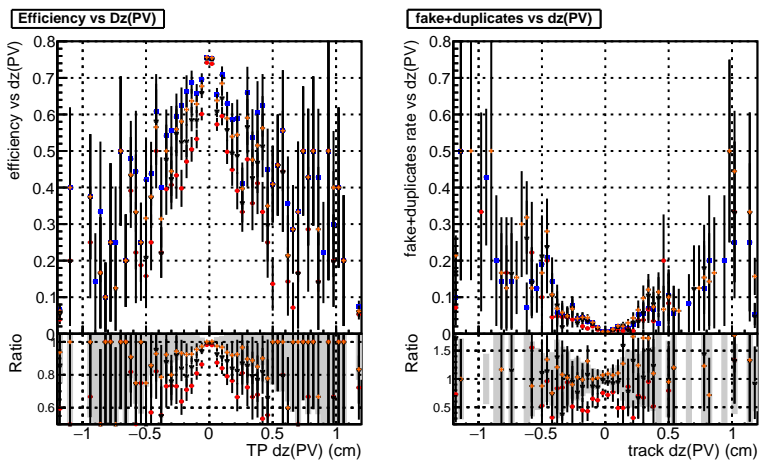 Efficiency vs Dz(PV)
efficiency vs dz(PV)
0.8
0.7
0.6
0.5
0.4
0.3
0.2
0.1
0
Ratio
1
0.8
0.6
−1 −0.5 0 0.5 1
TP dz(PV) (cm)
fake+duplicates vs dz(PV)
fake+duplicates rate vs dz(PV)
0.8
0.7
0.6
0.5
0.4
0.3
0.2
0.1
0
Ratio
1.5
1
0.5
−1 −0.5 0 0.5 1
track dz(PV) (cm)